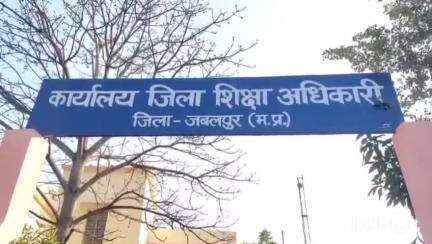 कार्यालय जिला शिक्षा अधिकारी
जिला- जबलपुर (म.प्र.)